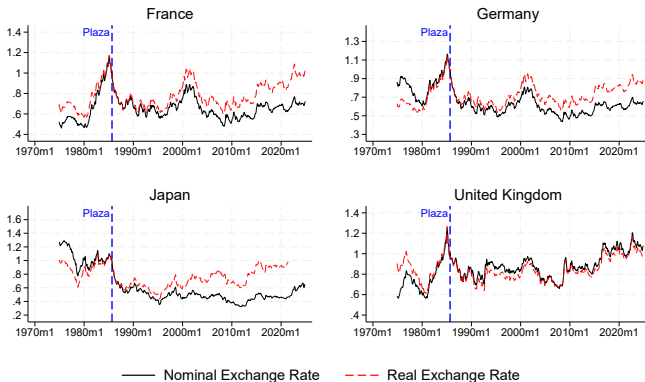 France
1.4
1.2
1
.8
.6
.4
Plaza
1970m1 1980m1 1990m1 2000m1 2010m1 2020m1
Germany
1.3
1.1
.9
.7
.5
.3
Plaza
1970m1 1980m1 1990m1 2000m1 2010m1 2020m1
Japan
1.6
1.4
1.2
1
.8
.6
.4
.2
Plaza
1970m1 1980m1 1990m1 2000m1 2010m1 2020m1
United Kingdom
1.4
1.2
1
.8
.6
.4
Plaza
1970m1 1980m1 1990m1 2000m1 2010m1 2020m1
Nominal Exchange Rate Real Exchange Rate